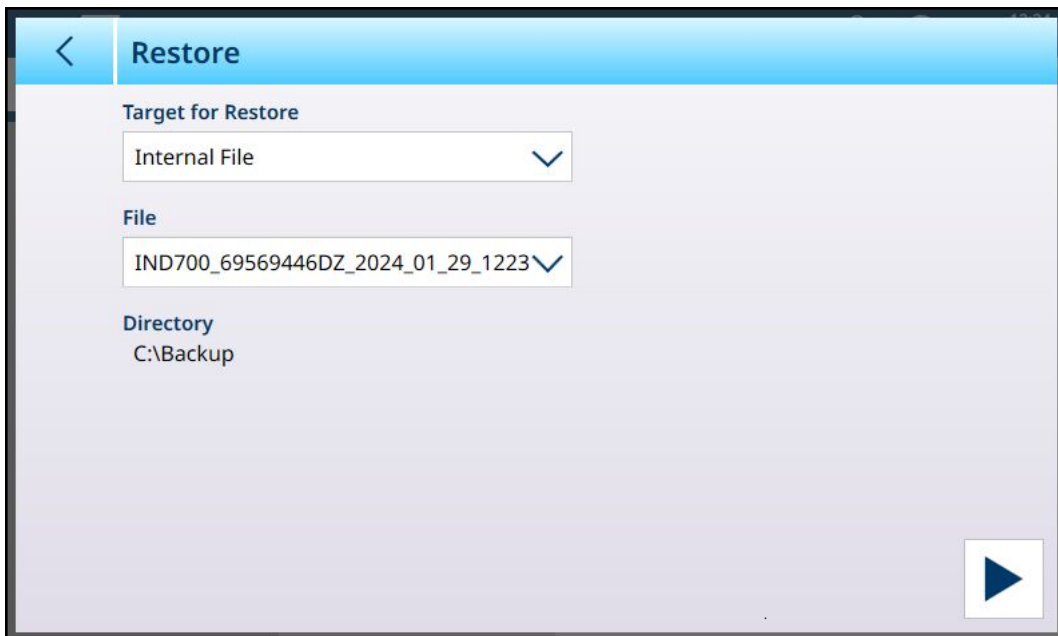 Restore
Target for Restore
Internal File
File
IND700_69569446DZ_2024_01_29_1223
Directory
C:\Backup